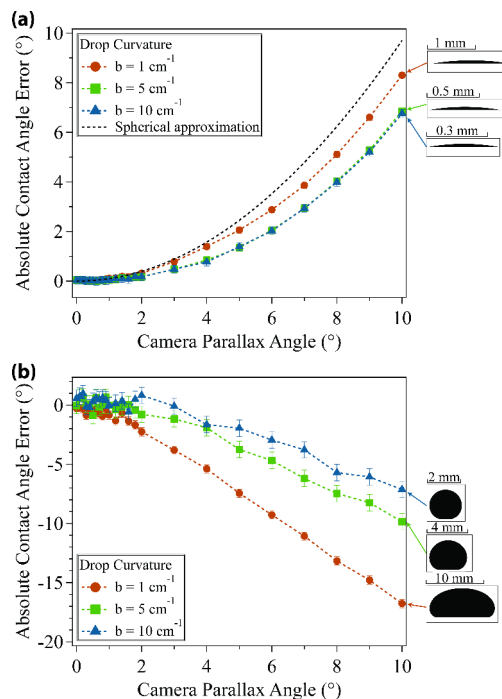 (a)
10
8
6
4
2
0
Absolute Contact Angle Error (°)
Drop Curvature
b = 1 cm⁻¹
b = 5 cm⁻¹
b = 10 cm⁻¹
Spherical approximation
1 mm
0.5 mm
0.3 mm
0 2 4 6 8 10
Camera Parallax Angle (°)
(b)
0
-5
-10
-15
-20
Absolute Contact Angle Error (°)
2 mm
4 mm
10 mm
Drop Curvature
b = 1 cm⁻¹
b = 5 cm⁻¹
b = 10 cm⁻¹
0 2 4 6 8 10
Camera Parallax Angle (°)